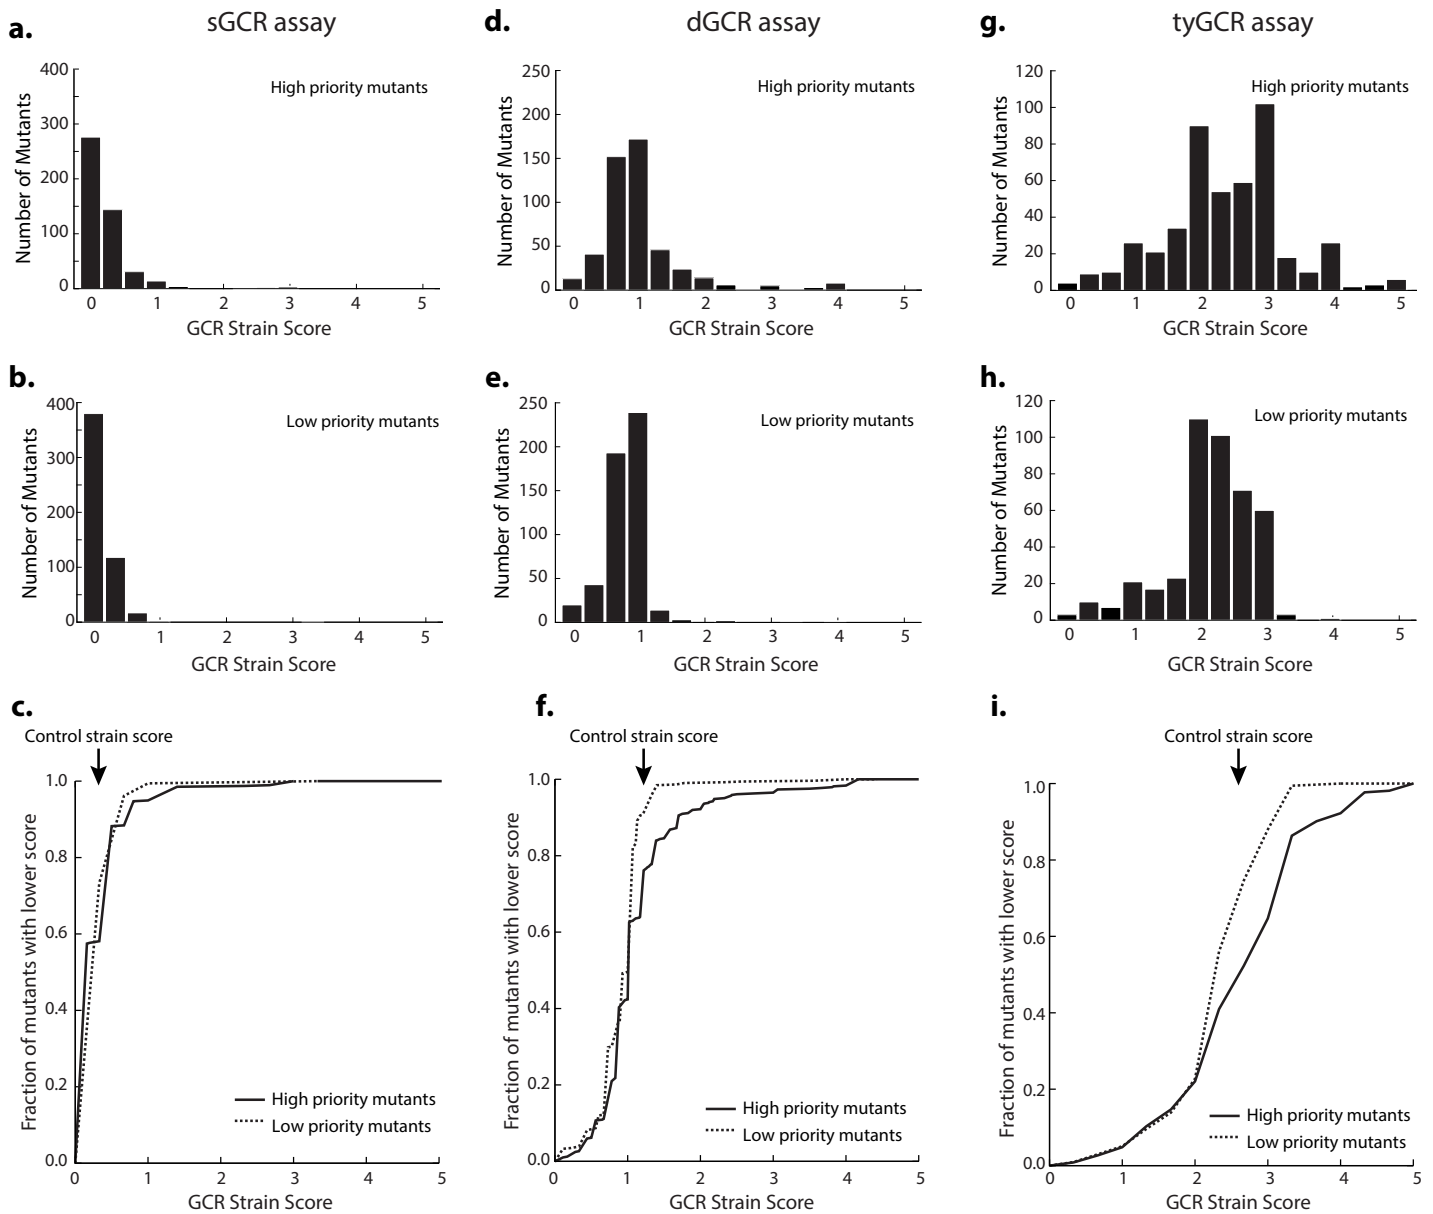 a.
sGCR assay
400
300
200
100
0
Number of Mutants
High priority mutants
0 1 2 3 4 5
GCR Strain Score
d.
dGCR assay
250
200
150
100
50
0
Number of Mutants
High priority mutants
0 1 2 3 4 5
GCR Strain Score
g.
tyGCR assay
120
100
80
60
40
20
0
Number of Mutants
High priority mutants
0 1 2 3 4 5
GCR Strain Score
b.
400
300
200
100
0
Number of Mutants
Low priority mutants
0 1 2 3 4 5
GCR Strain Score
e.
250
200
150
100
50
0
Number of Mutants
Low priority mutants
0 1 2 3 4 5
GCR Strain Score
h.
120
100
80
60
40
20
0
Number of Mutants
Low priority mutants
0 1 2 3 4 5
GCR Strain Score
c.
Control strain score
1.0
0.8
0.6
0.4
0.2
0.0
Fraction of mutants with lower score
High priority mutants
Low priority mutants
0 1 2 3 4 5
GCR Strain Score
f.
Control strain score
1.0
0.8
0.6
0.4
0.2
0.0
Fraction of mutants with lower score
High priority mutants
Low priority mutants
0 1 2 3 4 5
GCR Strain Score
i.
Control strain score
1.0
0.8
0.6
0.4
0.2
0.0
Fraction of mutants with lower score
High priority mutants
Low priority mutants
0 1 2 3 4 5
GCR Strain Score